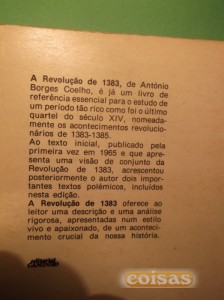 A Revolução de 1383, de António
Borges Coelho, é já um livro de
referência essencial para o estudo de
um período tão rico como foi o último
quartel do século XIV, nomeada-
mente os acontecimentos revolucio-
nários de 1383-1385.
Ao texto inicial, publicado pela
primeira vez em 1965 e que apre-
senta uma visão de conjunto da
Revolução de 1383, acrescentou
posteriormente o autor dois impor-
tantes textos polémicos, incluídos
nesta edição.
A Revolução de 1383 oferece ao
leitor uma descrição e uma análise
rigorosa, apresentadas num estilo
vivo e apaixonado, de um aconteci-
mento crucial da nossa história.
editorial
CAMINHO
coisas